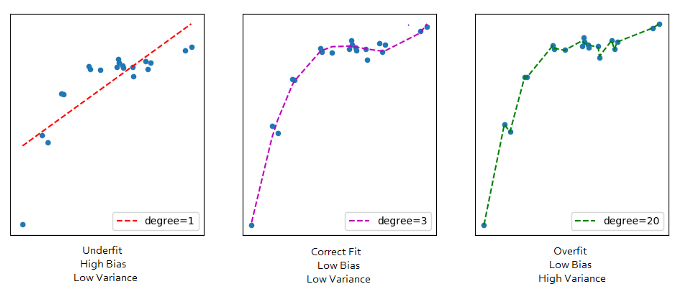 degree=1
degree=3
degree=20
Underfit
High Bias
Low Variance
Correct Fit
Low Bias
Low Variance
Overfit
Low Bias
High Variance